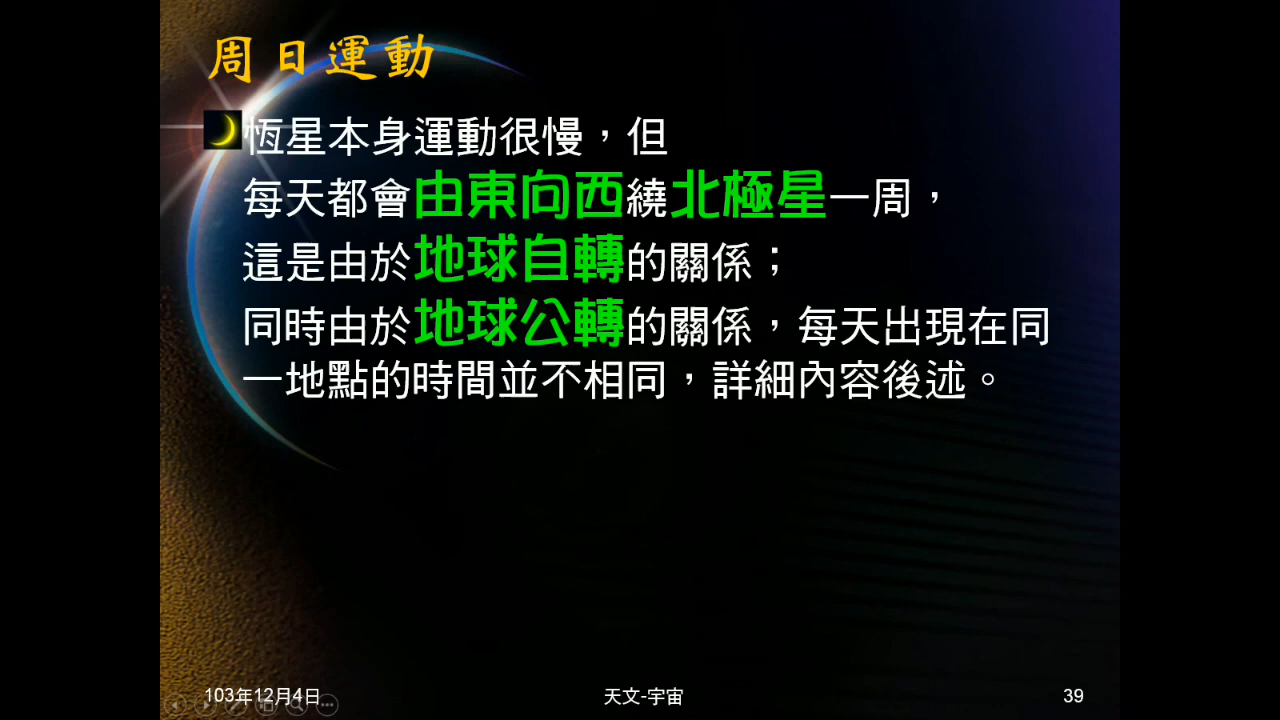 周日運動
恆星本身運動很慢，但
每天都會由東向西繞北極星一周，
這是由於地球自轉的關係；
同時由於地球公轉的關係，每天出現在同
一地點的時間並不相同，詳細內容後述。
103年12月4日
天文-宇宙
39